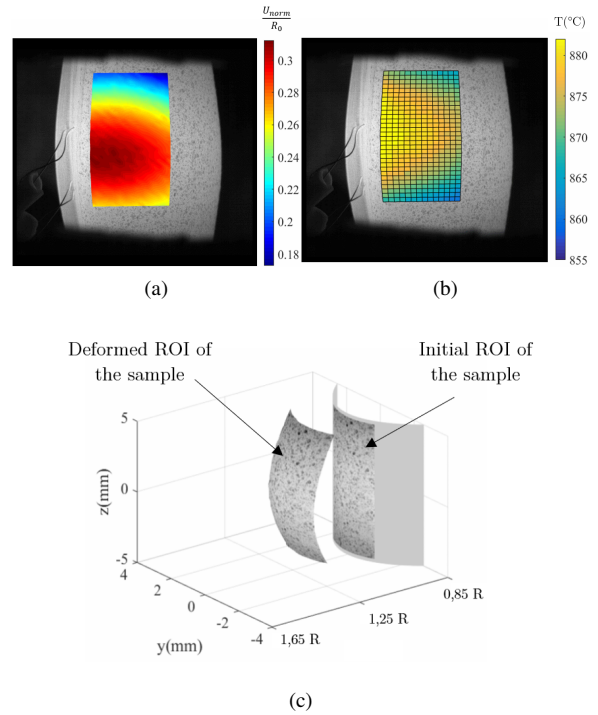 U_norm
R_0
T(°C)
0.3
0.28
0.26
0.24
0.22
0.2
0.18
880
875
870
865
860
855
(a)
(b)
Deformed ROI of
the sample
Initial ROI of
the sample
5
0
-5
z(mm)
4
2
0
-2
-4
y(mm)
1,65 R
1,25 R
0,85 R
(c)